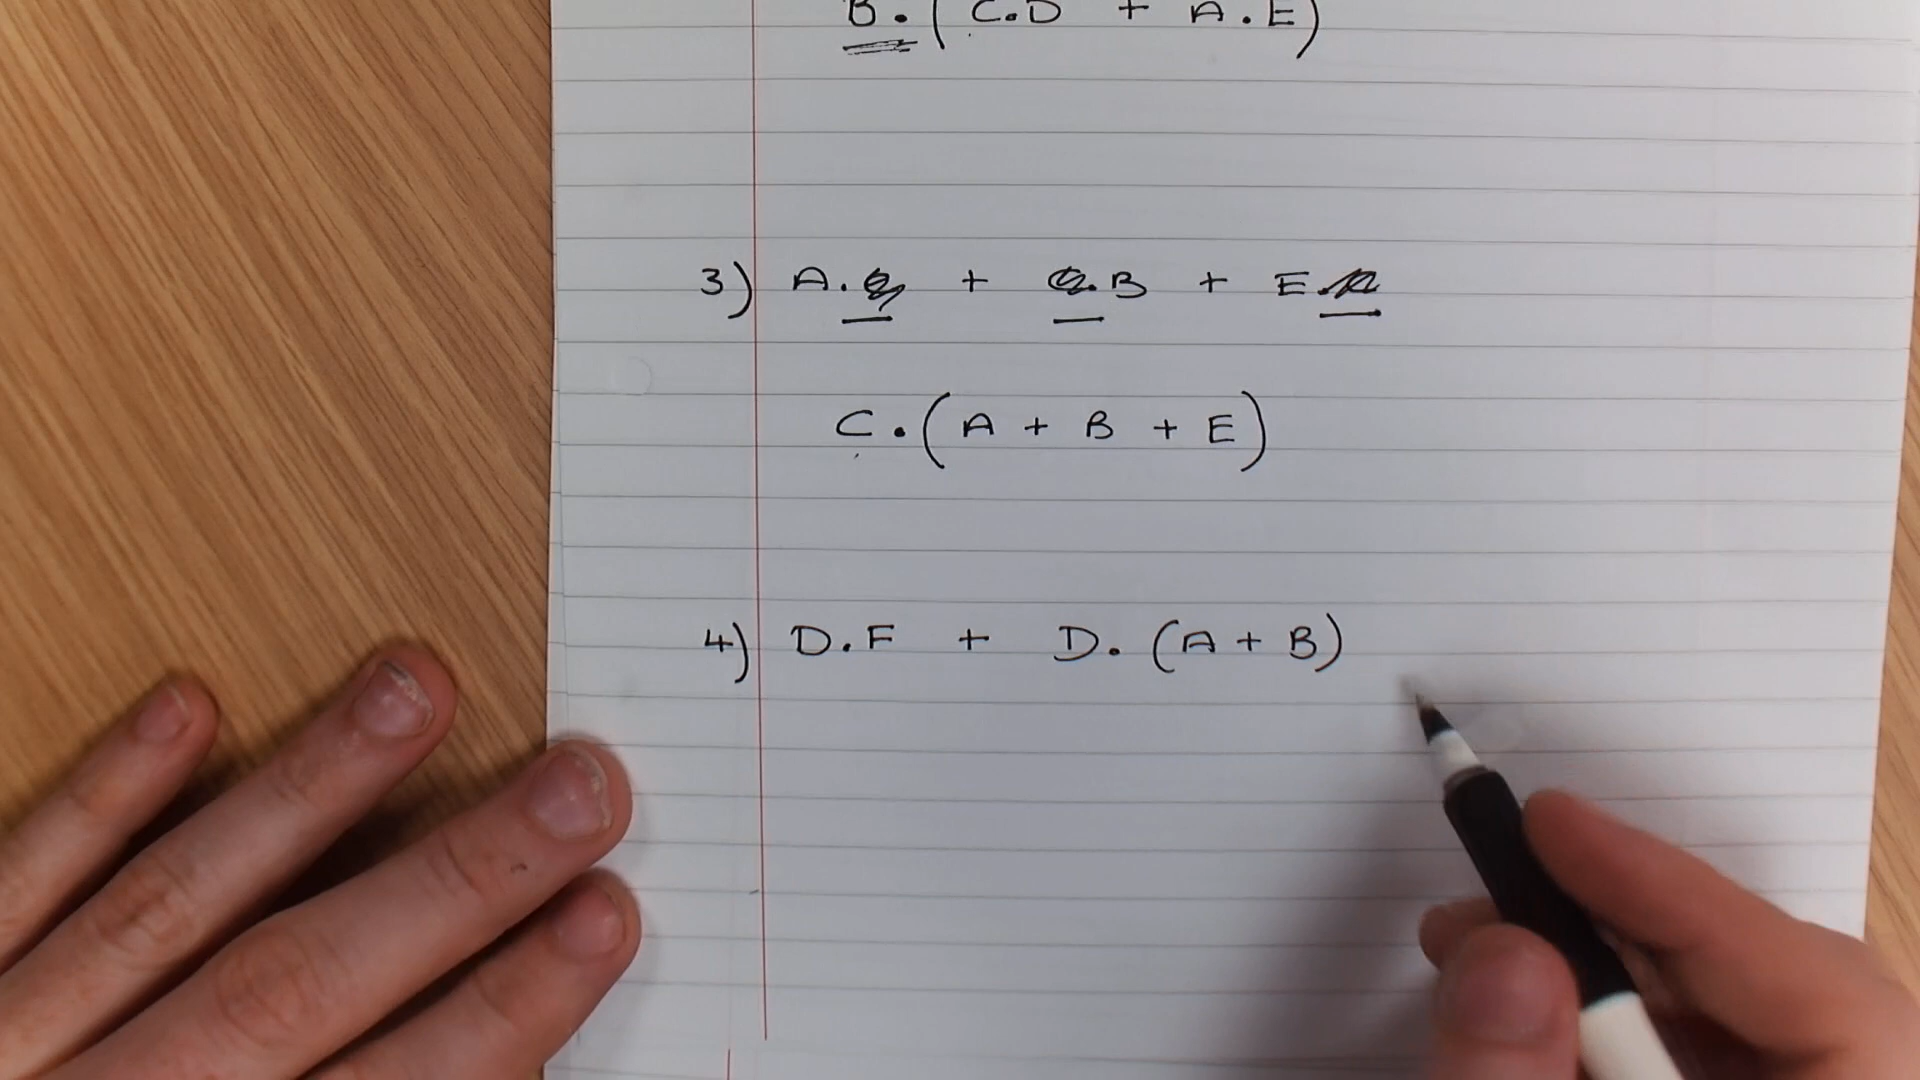 B.(C.D + A.E)
3) A. + .B + E.
C.(A + B + E)
4) D.F + D.(A + B)